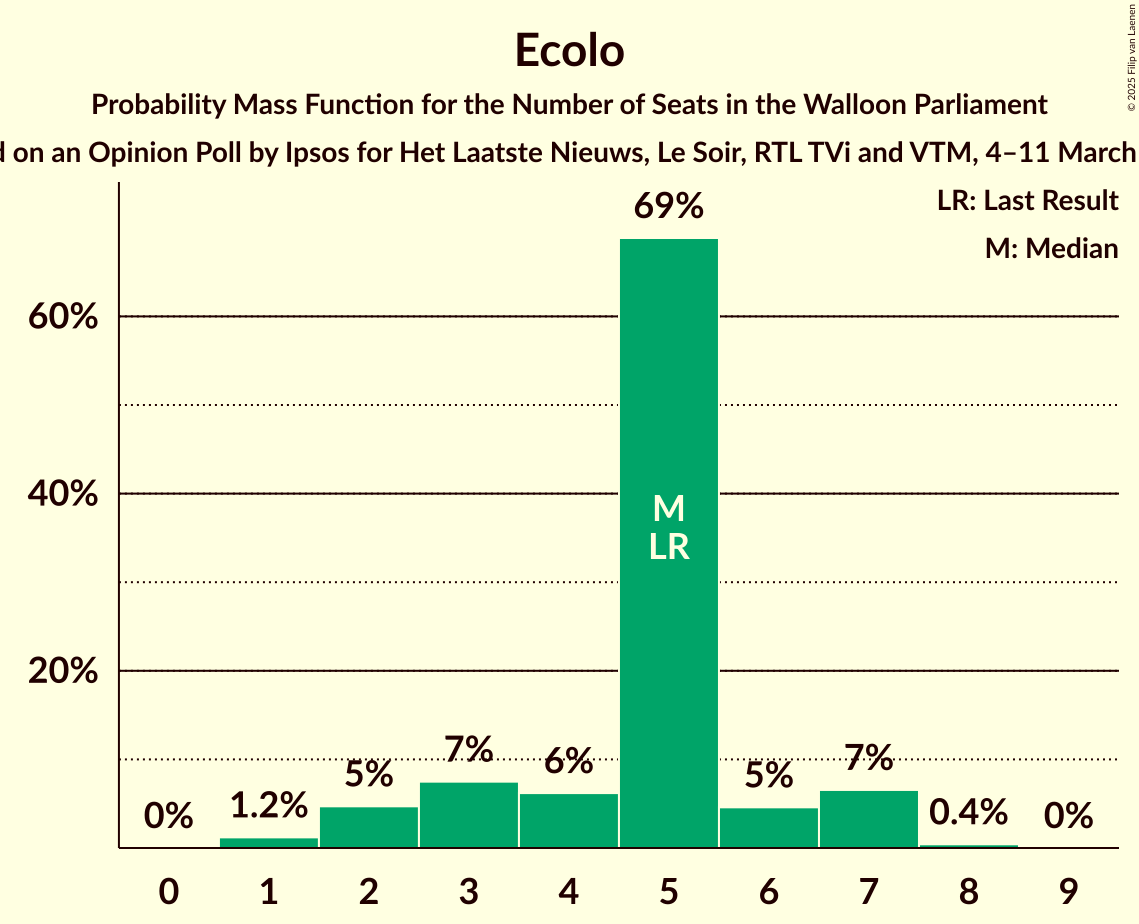 Ecolo
Probability Mass Function for the Number of Seats in the Walloon Parliament
on an Opinion Poll by Ipsos for Het Laatste Nieuws, Le Soir, RTL TVi and VTM, 4–11 March
© 2025 Filip van Laenen
LR: Last Result
M: Median
69%
60%
40%
20%
M
LR
0%
1.2%
5%
7%
6%
5%
7%
0.4%
0%
0 1 2 3 4 5 6 7 8 9